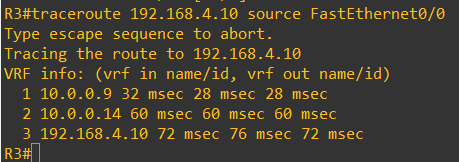 R3#traceroute 192.168.4.10 source FastEthernet0/0
Type escape sequence to abort.
Tracing the route to 192.168.4.10
VRF info: (vrf in name/id, vrf out name/id)
1 10.0.0.9 32 msec 28 msec 28 msec
2 10.0.0.14 60 msec 60 msec 60 msec
3 192.168.4.10 72 msec 76 msec 72 msec
R3#